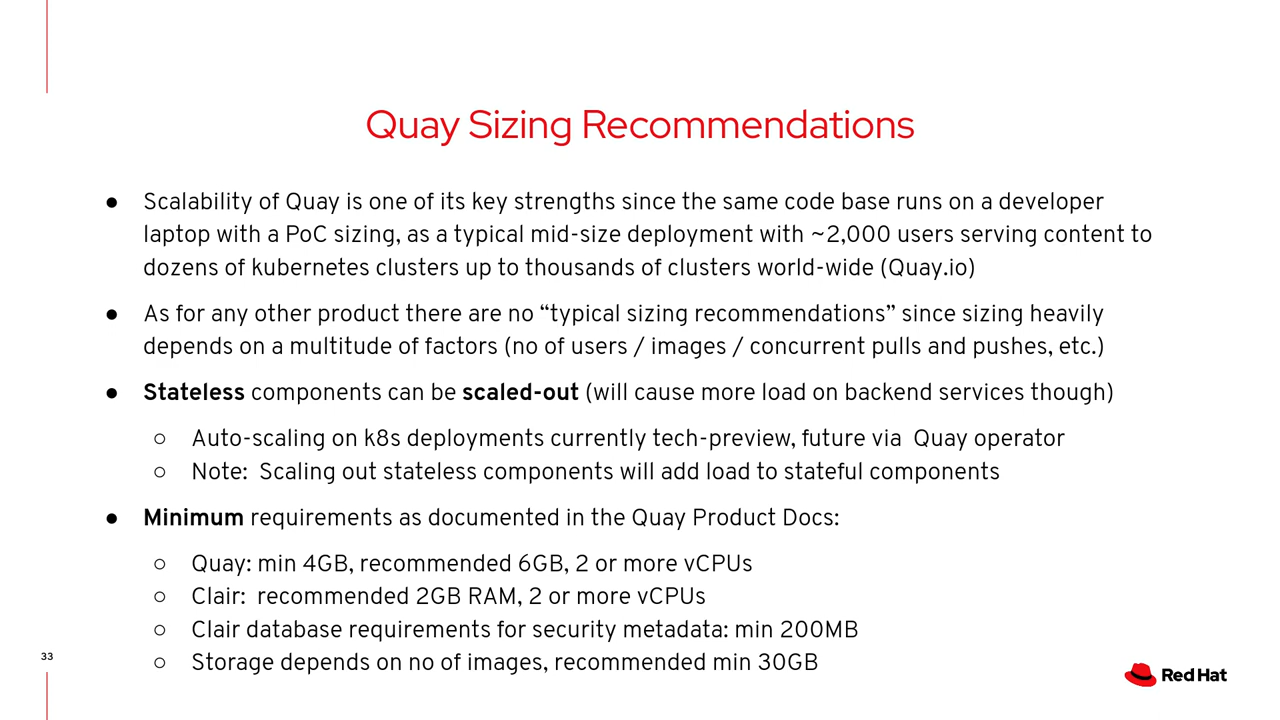 Quay Sizing Recommendations
● Scalability of Quay is one of its key strengths since the same code base runs on a developer
laptop with a PoC sizing, as a typical mid-size deployment with ~2,000 users serving content to
dozens of kubernetes clusters up to thousands of clusters world-wide (Quay.io)
● As for any other product there are no “typical sizing recommendations” since sizing heavily
depends on a multitude of factors (no of users / images / concurrent pulls and pushes, etc.)
● Stateless components can be scaled-out (will cause more load on backend services though)
○ Auto-scaling on k8s deployments currently tech-preview, future via Quay operator
○ Note: Scaling out stateless components will add load to stateful components
● Minimum requirements as documented in the Quay Product Docs:
○ Quay: min 4GB, recommended 6GB, 2 or more vCPUs
○ Clair: recommended 2GB RAM, 2 or more vCPUs
○ Clair database requirements for security metadata: min 200MB
○ Storage depends on no of images, recommended min 30GB
33
Red Hat